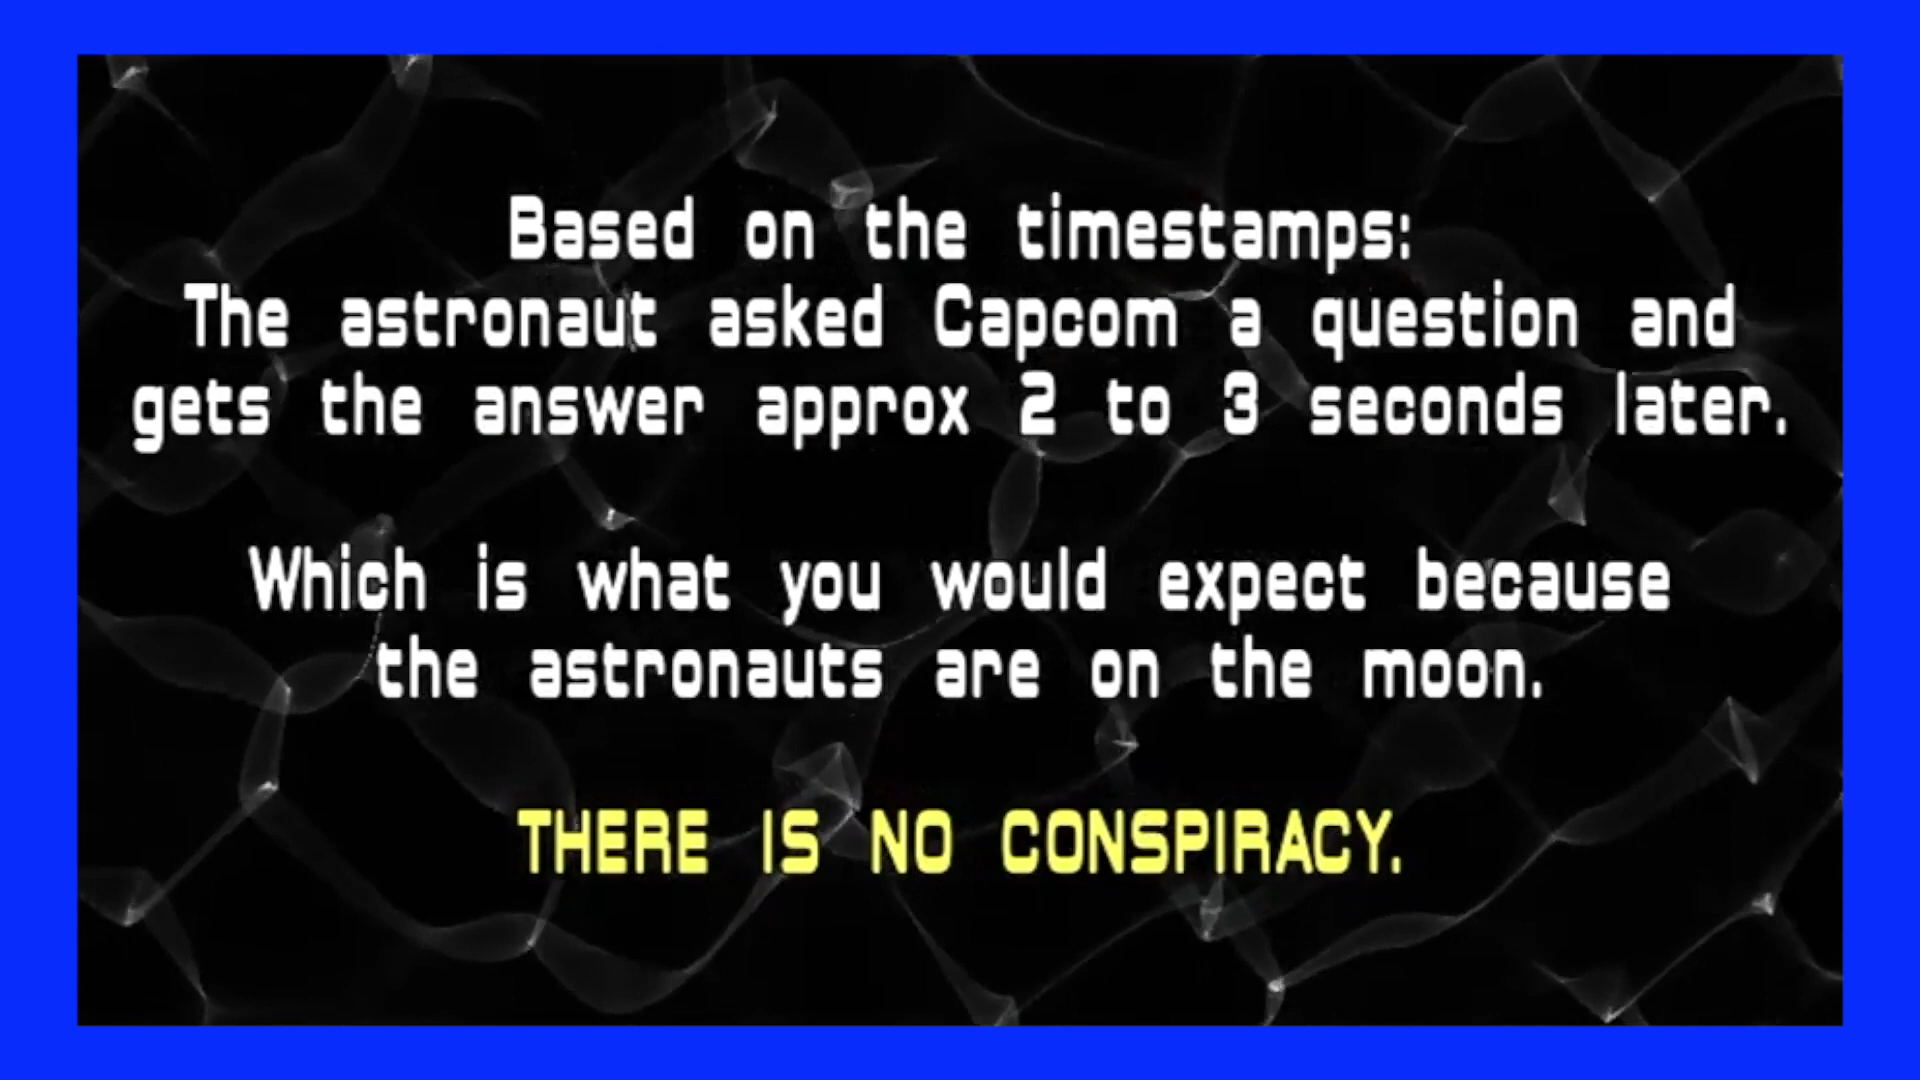 Based on the timestamps:
The astronaut asked Capcom a question and
gets the answer approx 2 to 3 seconds later.
Which is what you would expect because
the astronauts are on the moon.
THERE IS NO CONSPIRACY.